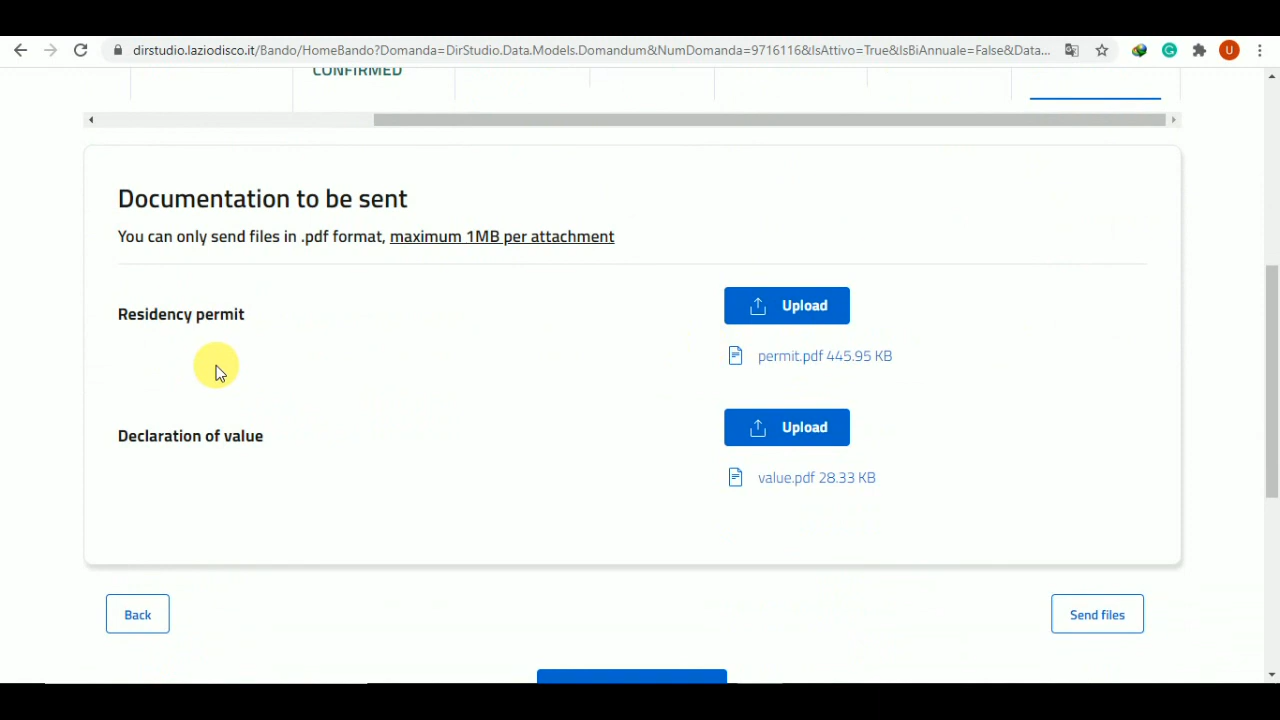 dirstudio.laziodisco.it/Bando/HomeBando?Domanda=DirStudio.Data.Models.Domandum&NumDomanda=9716116&IsAttivo=True&IsBiAnnuale=False&Data...
U
CONFIRMED
Documentation to be sent
You can only send files in .pdf format, maximum 1MB per attachment
Residency permit
Upload
permit.pdf 445.95 KB
Declaration of value
Upload
value.pdf 28.33 KB
Back
Send files